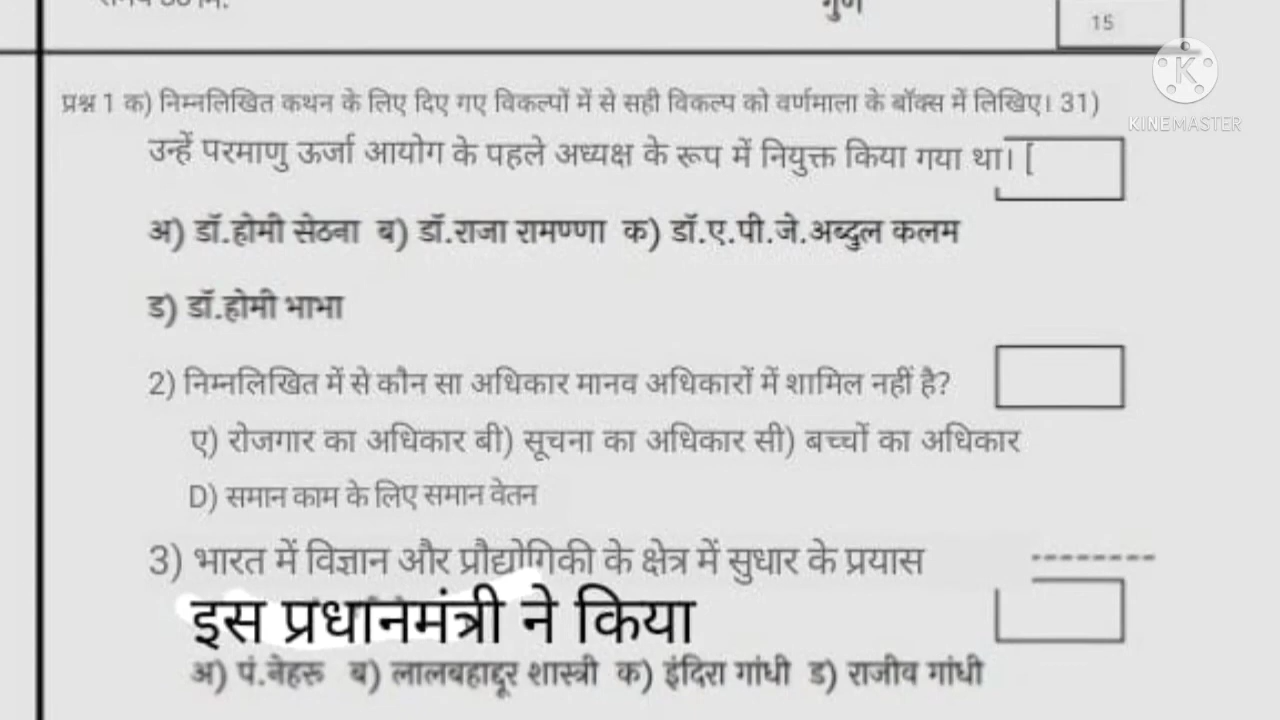 गुण
15
KINEMASTER
प्रश्न 1 क) निम्नलिखित कथन के लिए दिए गए विकल्पों में से सही विकल्प को वर्णमाला के बॉक्स में लिखिए। 31)
उन्हें परमाणु ऊर्जा आयोग के पहले अध्यक्ष के रूप में नियुक्त किया गया था। [
अ) डॉ.होमी सेठना ब) डॉ.राजा रामण्णा क) डॉ.ए.पी.जे.अब्दुल कलम
ड) डॉ.होमी भाभा
2) निम्नलिखित में से कौन सा अधिकार मानव अधिकारों में शामिल नहीं है?
ए) रोजगार का अधिकार बी) सूचना का अधिकार सी) बच्चों का अधिकार
D) समान काम के लिए समान वेतन
3) भारत में विज्ञान और प्रौद्योगिकी के क्षेत्र में सुधार के प्रयास --------
इस प्रधानमंत्री ने किया
अ) पं.नेहरू ब) लालबहाद्दूर शास्त्री क) इंदिरा गांधी ड) राजीव गांधी